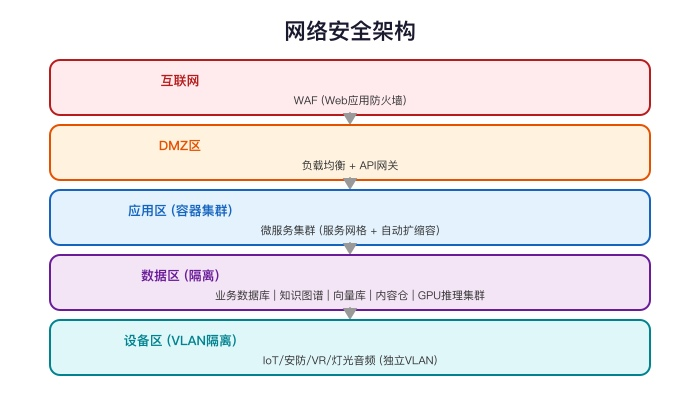 网络安全架构
互联网
WAF (Web应用防火墙)
DMZ区
负载均衡 + API网关
应用区 (容器集群)
微服务集群 (服务网格 + 自动扩缩容)
数据区 (隔离)
业务数据库 | 知识图谱 | 向量库 | 内容仓 | GPU推理集群
设备区 (VLAN隔离)
IoT/安防/VR/灯光音频 (独立VLAN)